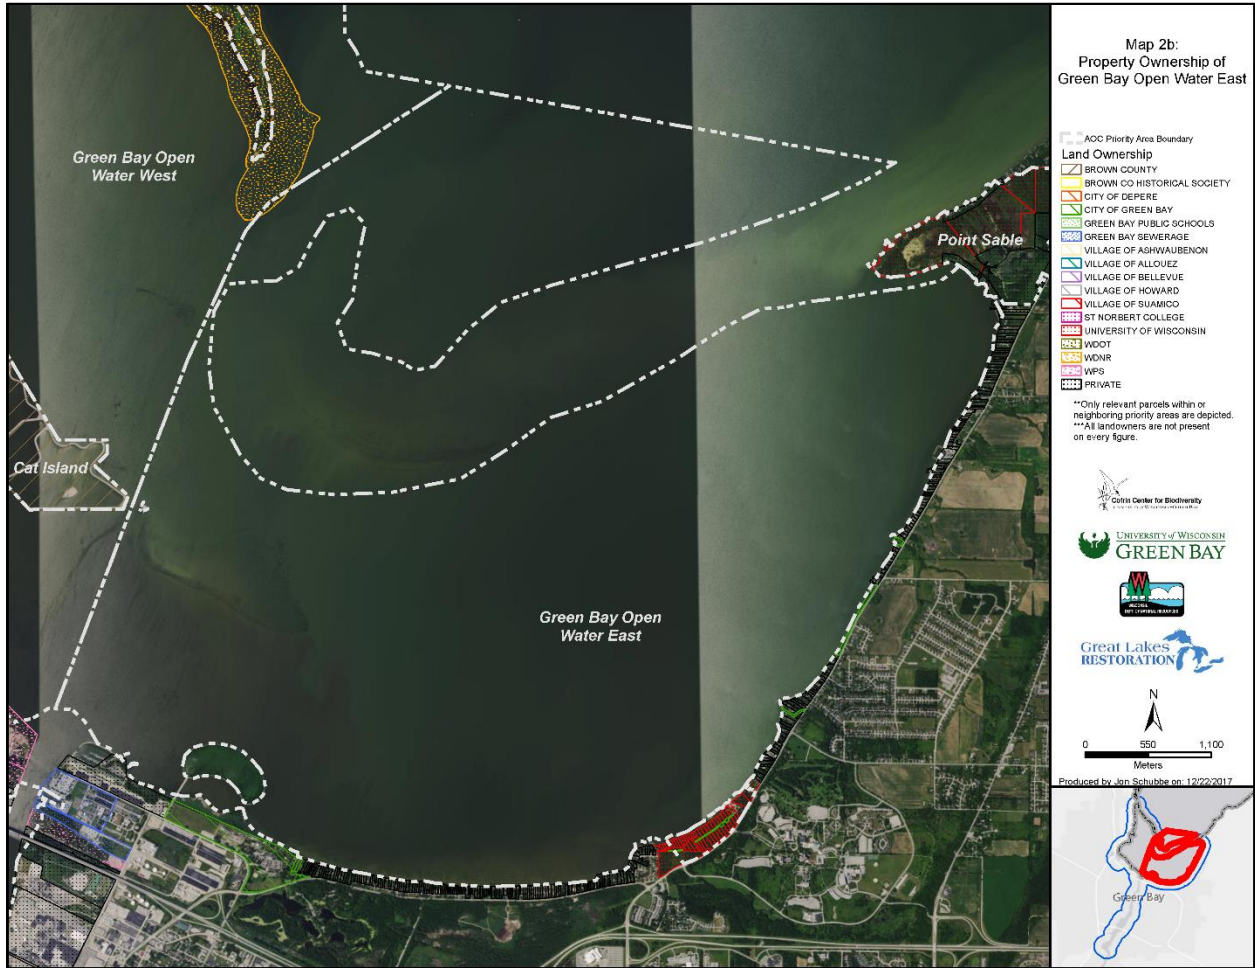 Map 2b:
Property Ownership of
Green Bay Open Water East
AOC Priority Area Boundary
Land Ownership
BROWN COUNTY
BROWN CO HISTORICAL SOCIETY
CITY OF DEPERE
CITY OF GREEN BAY
GREEN BAY PUBLIC SCHOOLS
GREEN BAY SEWERAGE
VILLAGE OF ASHWAUBENON
VILLAGE OF ALLOUEZ
VILLAGE OF BELLEVUE
VILLAGE OF HOWARD
VILLAGE OF SUAMICO
ST NORBERT COLLEGE
UNIVERSITY OF WISCONSIN
WDOT
WDNR
WPS
PRIVATE
**Only relevant parcels within or
neighboring priority areas are depicted.
***All landowners are not present
on every figure.
Cofrin Center for Biodiversity
UNIVERSITY of WISCONSIN
GREEN BAY
WISCONSIN
DEPT. OF NATURAL RESOURCES
Great Lakes
RESTORATION
N
0 550 1,100
Meters
Produced by Jon Schubbe on: 12/22/2017
Green Bay
Green Bay Open
Water West
Point Sable
Cat Island
Green Bay Open
Water East